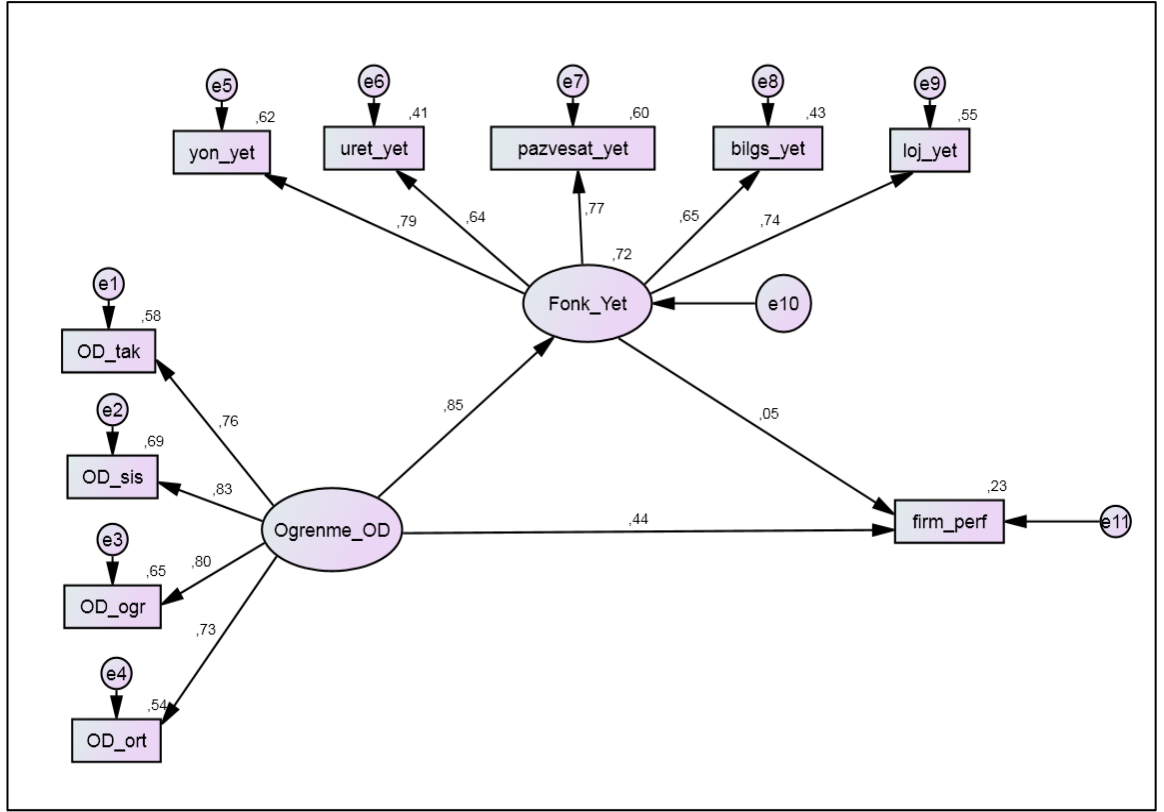 e5
e6
e7
e8
e9
,62
,41
,60
,43
,55
yon_yet
uret_yet
pazvesat_yet
bilgs_yet
loj_yet
,79
,64
,77
,65
,74
,72
Fonk_Yet
e10
e1
,58
OD_tak
,76
e2
,69
OD_sis
,83
,85
,05
Ogrenme_OD
,44
,23
firm_perf
e11
e3
,65
OD_ogr
,80
,73
e4
,54
OD_ort